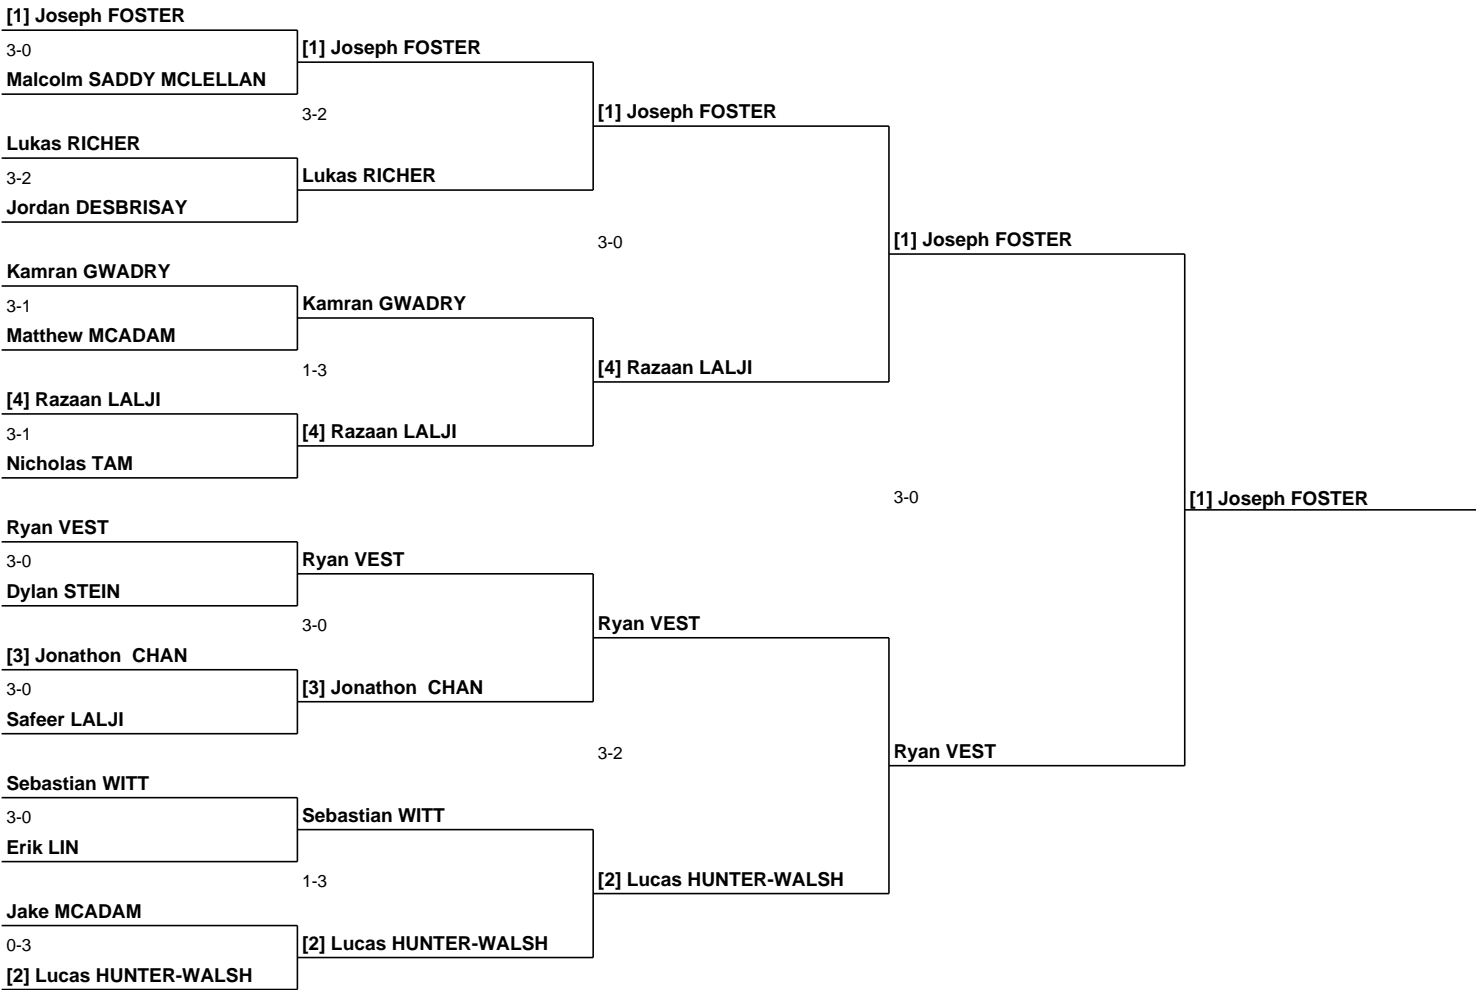 [1] Joseph FOSTER
3-0
Malcolm SADDY MCLELLAN
Lukas RICHER
3-2
Jordan DESBRISAY
Kamran GWADRY
3-1
Matthew MCADAM
[4] Razaan LALJI
3-1
Nicholas TAM
Ryan VEST
3-0
Dylan STEIN
[3] Jonathon  CHAN
3-0
Safeer LALJI
Sebastian WITT
3-0
Erik LIN
Jake MCADAM
0-3
[2] Lucas HUNTER-WALSH
[1] Joseph FOSTER
3-2
Lukas RICHER
Kamran GWADRY
1-3
[4] Razaan LALJI
Ryan VEST
3-0
[3] Jonathon  CHAN
Sebastian WITT
1-3
[2] Lucas HUNTER-WALSH
[1] Joseph FOSTER
3-0
[4] Razaan LALJI
Ryan VEST
3-2
[2] Lucas HUNTER-WALSH
[1] Joseph FOSTER
3-0
Ryan VEST
[1] Joseph FOSTER